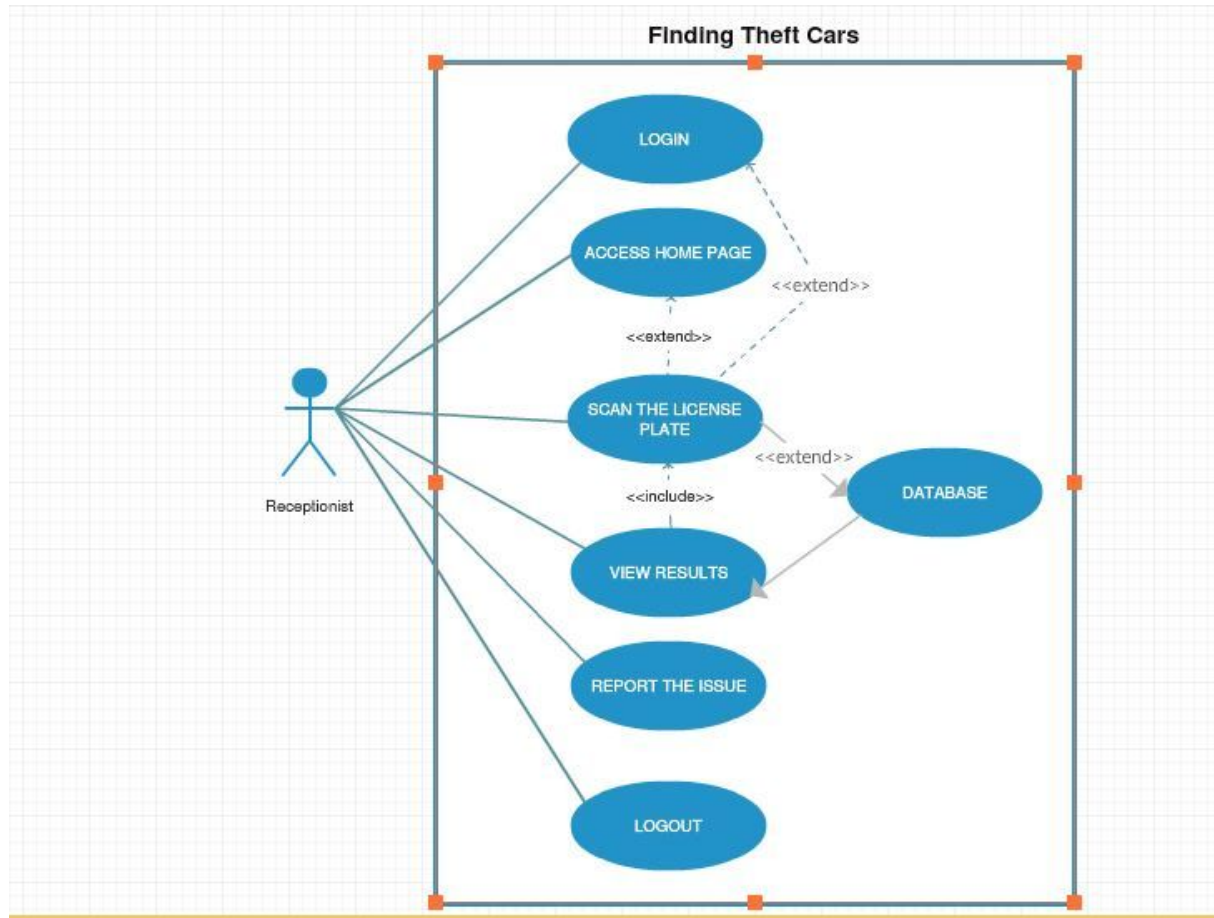 Finding Theft Cars
LOGIN
ACCESS HOME PAGE
<<extend>>
<<extend>>
SCAN THE LICENSE
PLATE
<<extend>>
DATABASE
<<include>>
Receptionist
VIEW RESULTS
REPORT THE ISSUE
LOGOUT